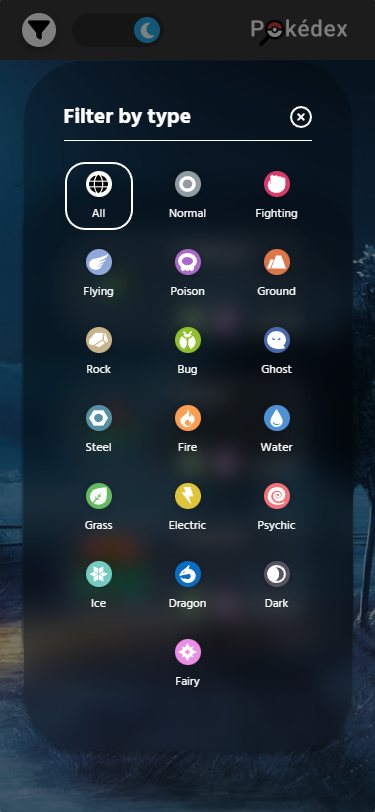 Pokédex
Filter by type
All Normal Fighting
Flying Poison Ground
Rock Bug Ghost
Steel Fire Water
Grass Electric Psychic
Ice Dragon Dark
Fairy